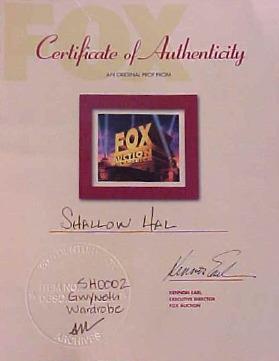 FOX
Certificate of Authenticity
AN ORIGINAL PROP FROM
FOX
AUCTION
SHALLOW HAL
SH0002
Gwyneth
Wardrobe
KENNON EARL
EXECUTIVE DIRECTOR
FOX AUCTION
ARCHIVES